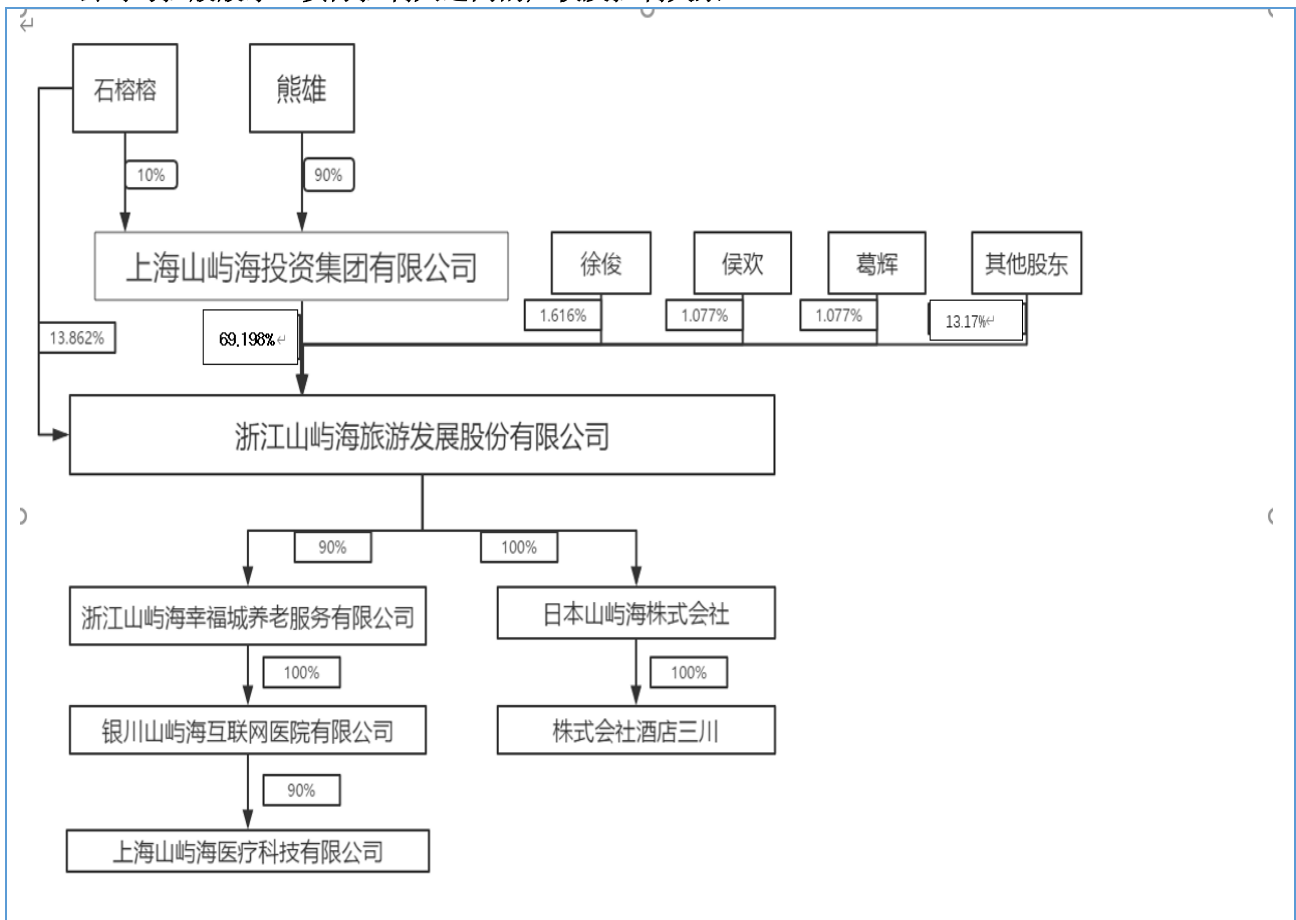 石榕榕
熊雄
10%
90%
上海山屿海投资集团有限公司
徐俊
侯欢
葛辉
其他股东
13.862%
69.198%
1.616%
1.077%
1.077%
13.17%
浙江山屿海旅游发展股份有限公司
90%
100%
浙江山屿海幸福城养老服务有限公司
日本山屿海株式会社
100%
100%
银川山屿海互联网医院有限公司
株式会社酒店三川
90%
上海山屿海医疗科技有限公司